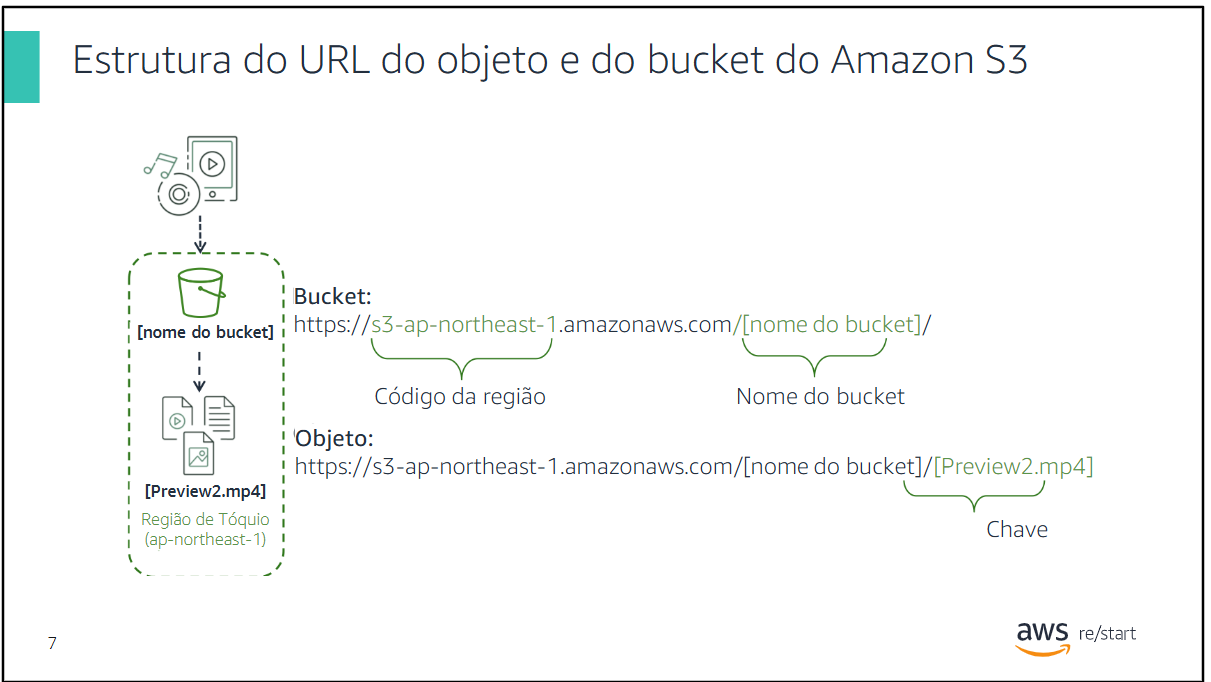 Estrutura do URL do objeto e do bucket do Amazon S3
[nome do bucket]
[Preview2.mp4]
Região de Tóquio
(ap-northeast-1)
Bucket:
https://s3-ap-northeast-1.amazonaws.com/[nome do bucket]/
Código da região
Nome do bucket
Objeto:
https://s3-ap-northeast-1.amazonaws.com/[nome do bucket]/[Preview2.mp4]
Chave
7
aws re/start